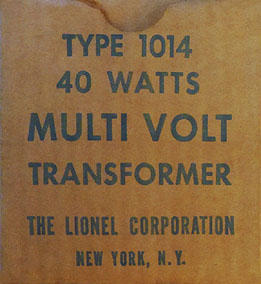 TYPE 1014
40 WATTS
MULTI VOLT
TRANSFORMER
THE LIONEL CORPORATION
NEW YORK, N.Y.